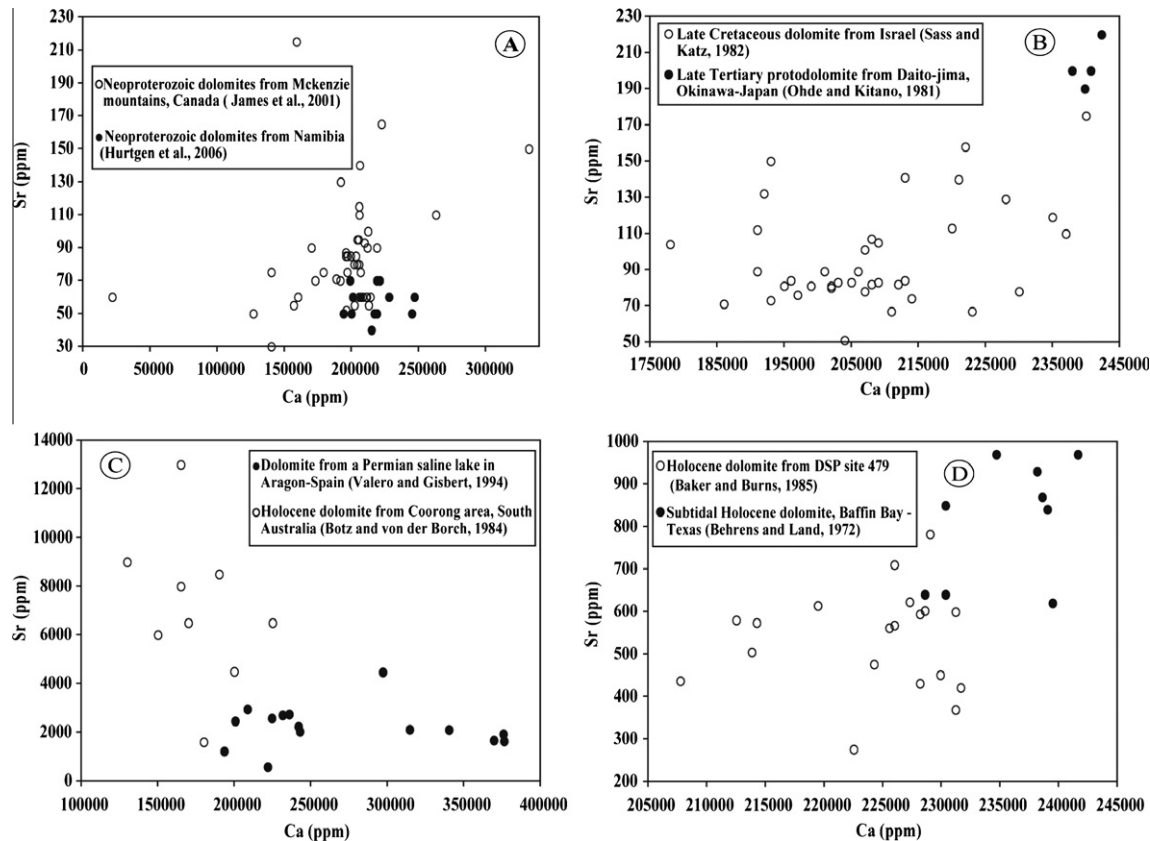 230
210
190
170
150
130
110
90
70
50
30
Sr (ppm)
A
Neoproterozoic dolomites from Mckenzie
mountains, Canada ( James et al., 2001)
Neoproterozoic dolomites from Namibia
(Hurtgen et al., 2006)
0 50000 100000 150000 200000 250000 300000
Ca (ppm)
230
210
190
170
150
130
110
90
70
50
Sr (ppm)
B
Late Cretaceous dolomite from Israel (Sass and
Katz, 1982)
Late Tertiary protodolomite from Daito-jima,
Okinawa-Japan (Ohde and Kitano, 1981)
175000 185000 195000 205000 215000 225000 235000 245000
Ca (ppm)
14000
12000
10000
8000
6000
4000
2000
0
Sr (ppm)
C
Dolomite from a Permian saline lake in
Aragon-Spain (Valero and Gisbert, 1994)
Holocene dolomite from Coorong area, South
Australia (Botz and von der Borch, 1984)
100000 150000 200000 250000 300000 350000 400000
Ca (ppm)
1000
900
800
700
600
500
400
300
200
Sr (ppm)
D
Holocene dolomite from DSP site 479
(Baker and Burns, 1985)
Subtidal Holocene dolomite, Baffin Bay -
Texas (Behrens and Land, 1972)
205000 210000 215000 220000 225000 230000 235000 240000 245000
Ca (ppm)